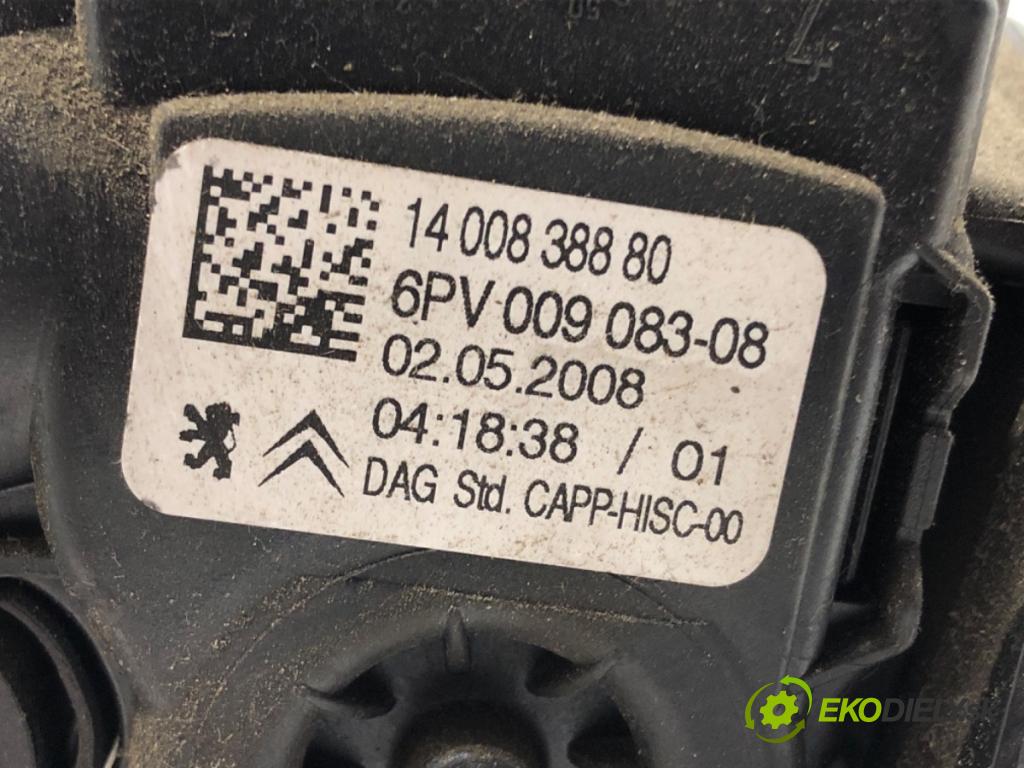 14 008 388 80
6PV 009 083-08
02.05.2008
04:18:38 / 01
DAG Std. CAPP-HISC-00